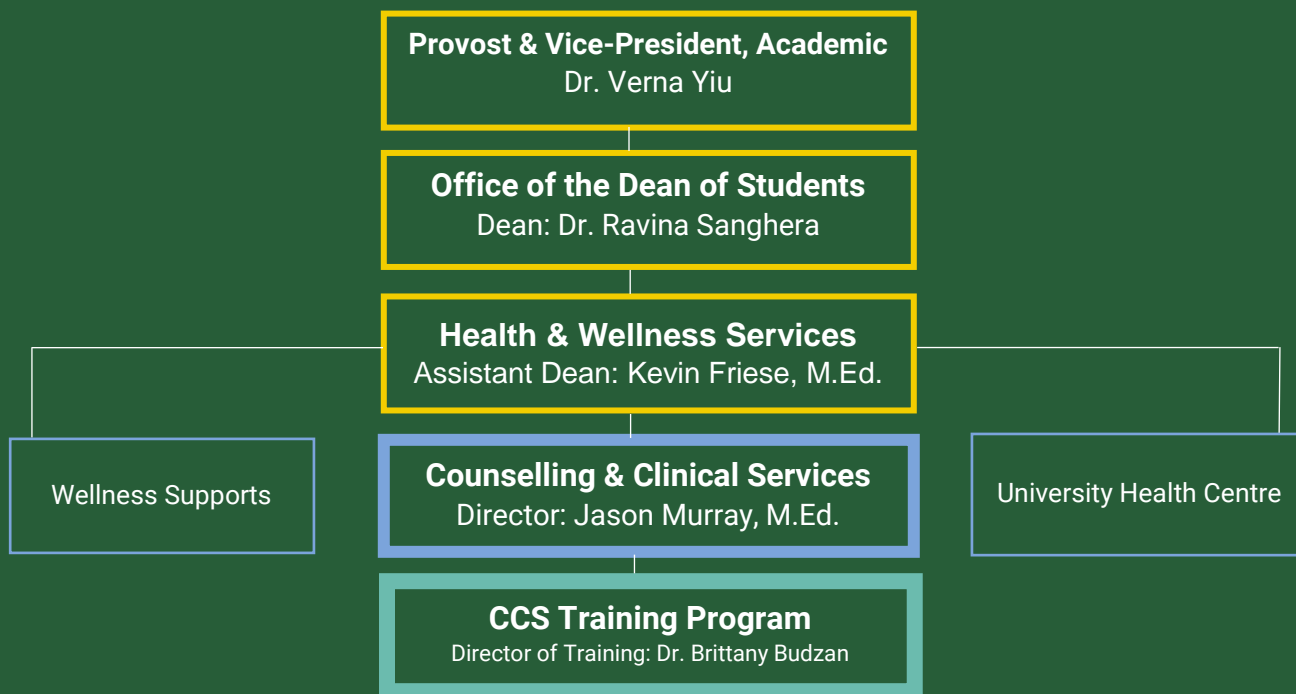 Provost & Vice-President, Academic
Dr. Verna Yiu
Office of the Dean of Students
Dean: Dr. Ravina Sanghera
Health & Wellness Services
Assistant Dean: Kevin Friese, M.Ed.
Wellness Supports
Counselling & Clinical Services
Director: Jason Murray, M.Ed.
University Health Centre
CCS Training Program
Director of Training: Dr. Brittany Budzan